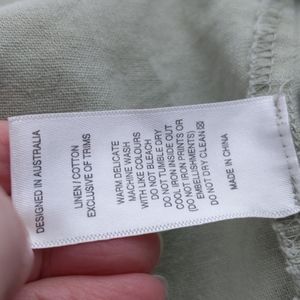 DESIGNED IN AUSTRALIA
LINEN / COTTON
EXCLUSIVE OF TRIMS
WARM DELICATE
MACHINE WASH
WITH LIKE COLOURS
DO NOT BLEACH
DO NOT TUMBLE DRY
COOL IRON INSIDE OUT
(DO NOT IRON PRINTS OR
EMBELLISHMENTS)
DO NOT DRY CLEAN
MADE IN CHINA